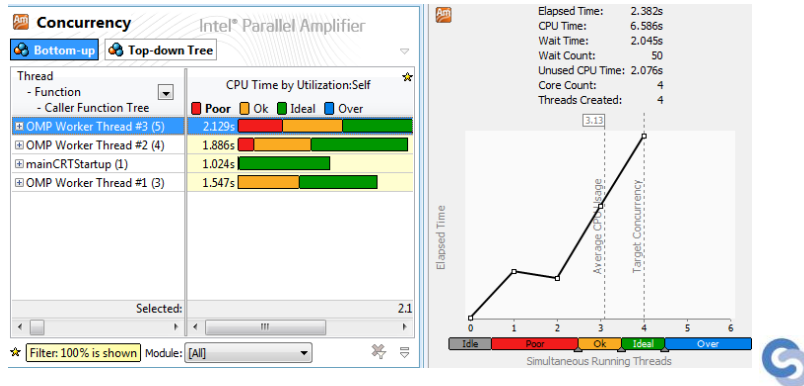 Concurrency
Intel® Parallel Amplifier
Bottom-up
Top-down Tree
Thread
- Function
- Caller Function Tree
CPU Time by Utilization:Self
Poor Ok Ideal Over
OMP Worker Thread #3 (5) 2.129s
OMP Worker Thread #2 (4) 1.886s
mainCRTStartup (1) 1.024s
OMP Worker Thread #1 (3) 1.547s
Selected: 2.1
Filter: 100% is shown Module: [All]
Am
Elapsed Time: 2.382s
CPU Time: 6.586s
Wait Time: 2.045s
Wait Count: 50
Unused CPU Time: 2.076s
Core Count: 4
Threads Created: 4
3.13
Elapsed Time
Average CPU Usage
Target Concurrency
0 1 2 3 4 5 6
Idle Poor Ok Ideal Over
Simultaneous Running Threads